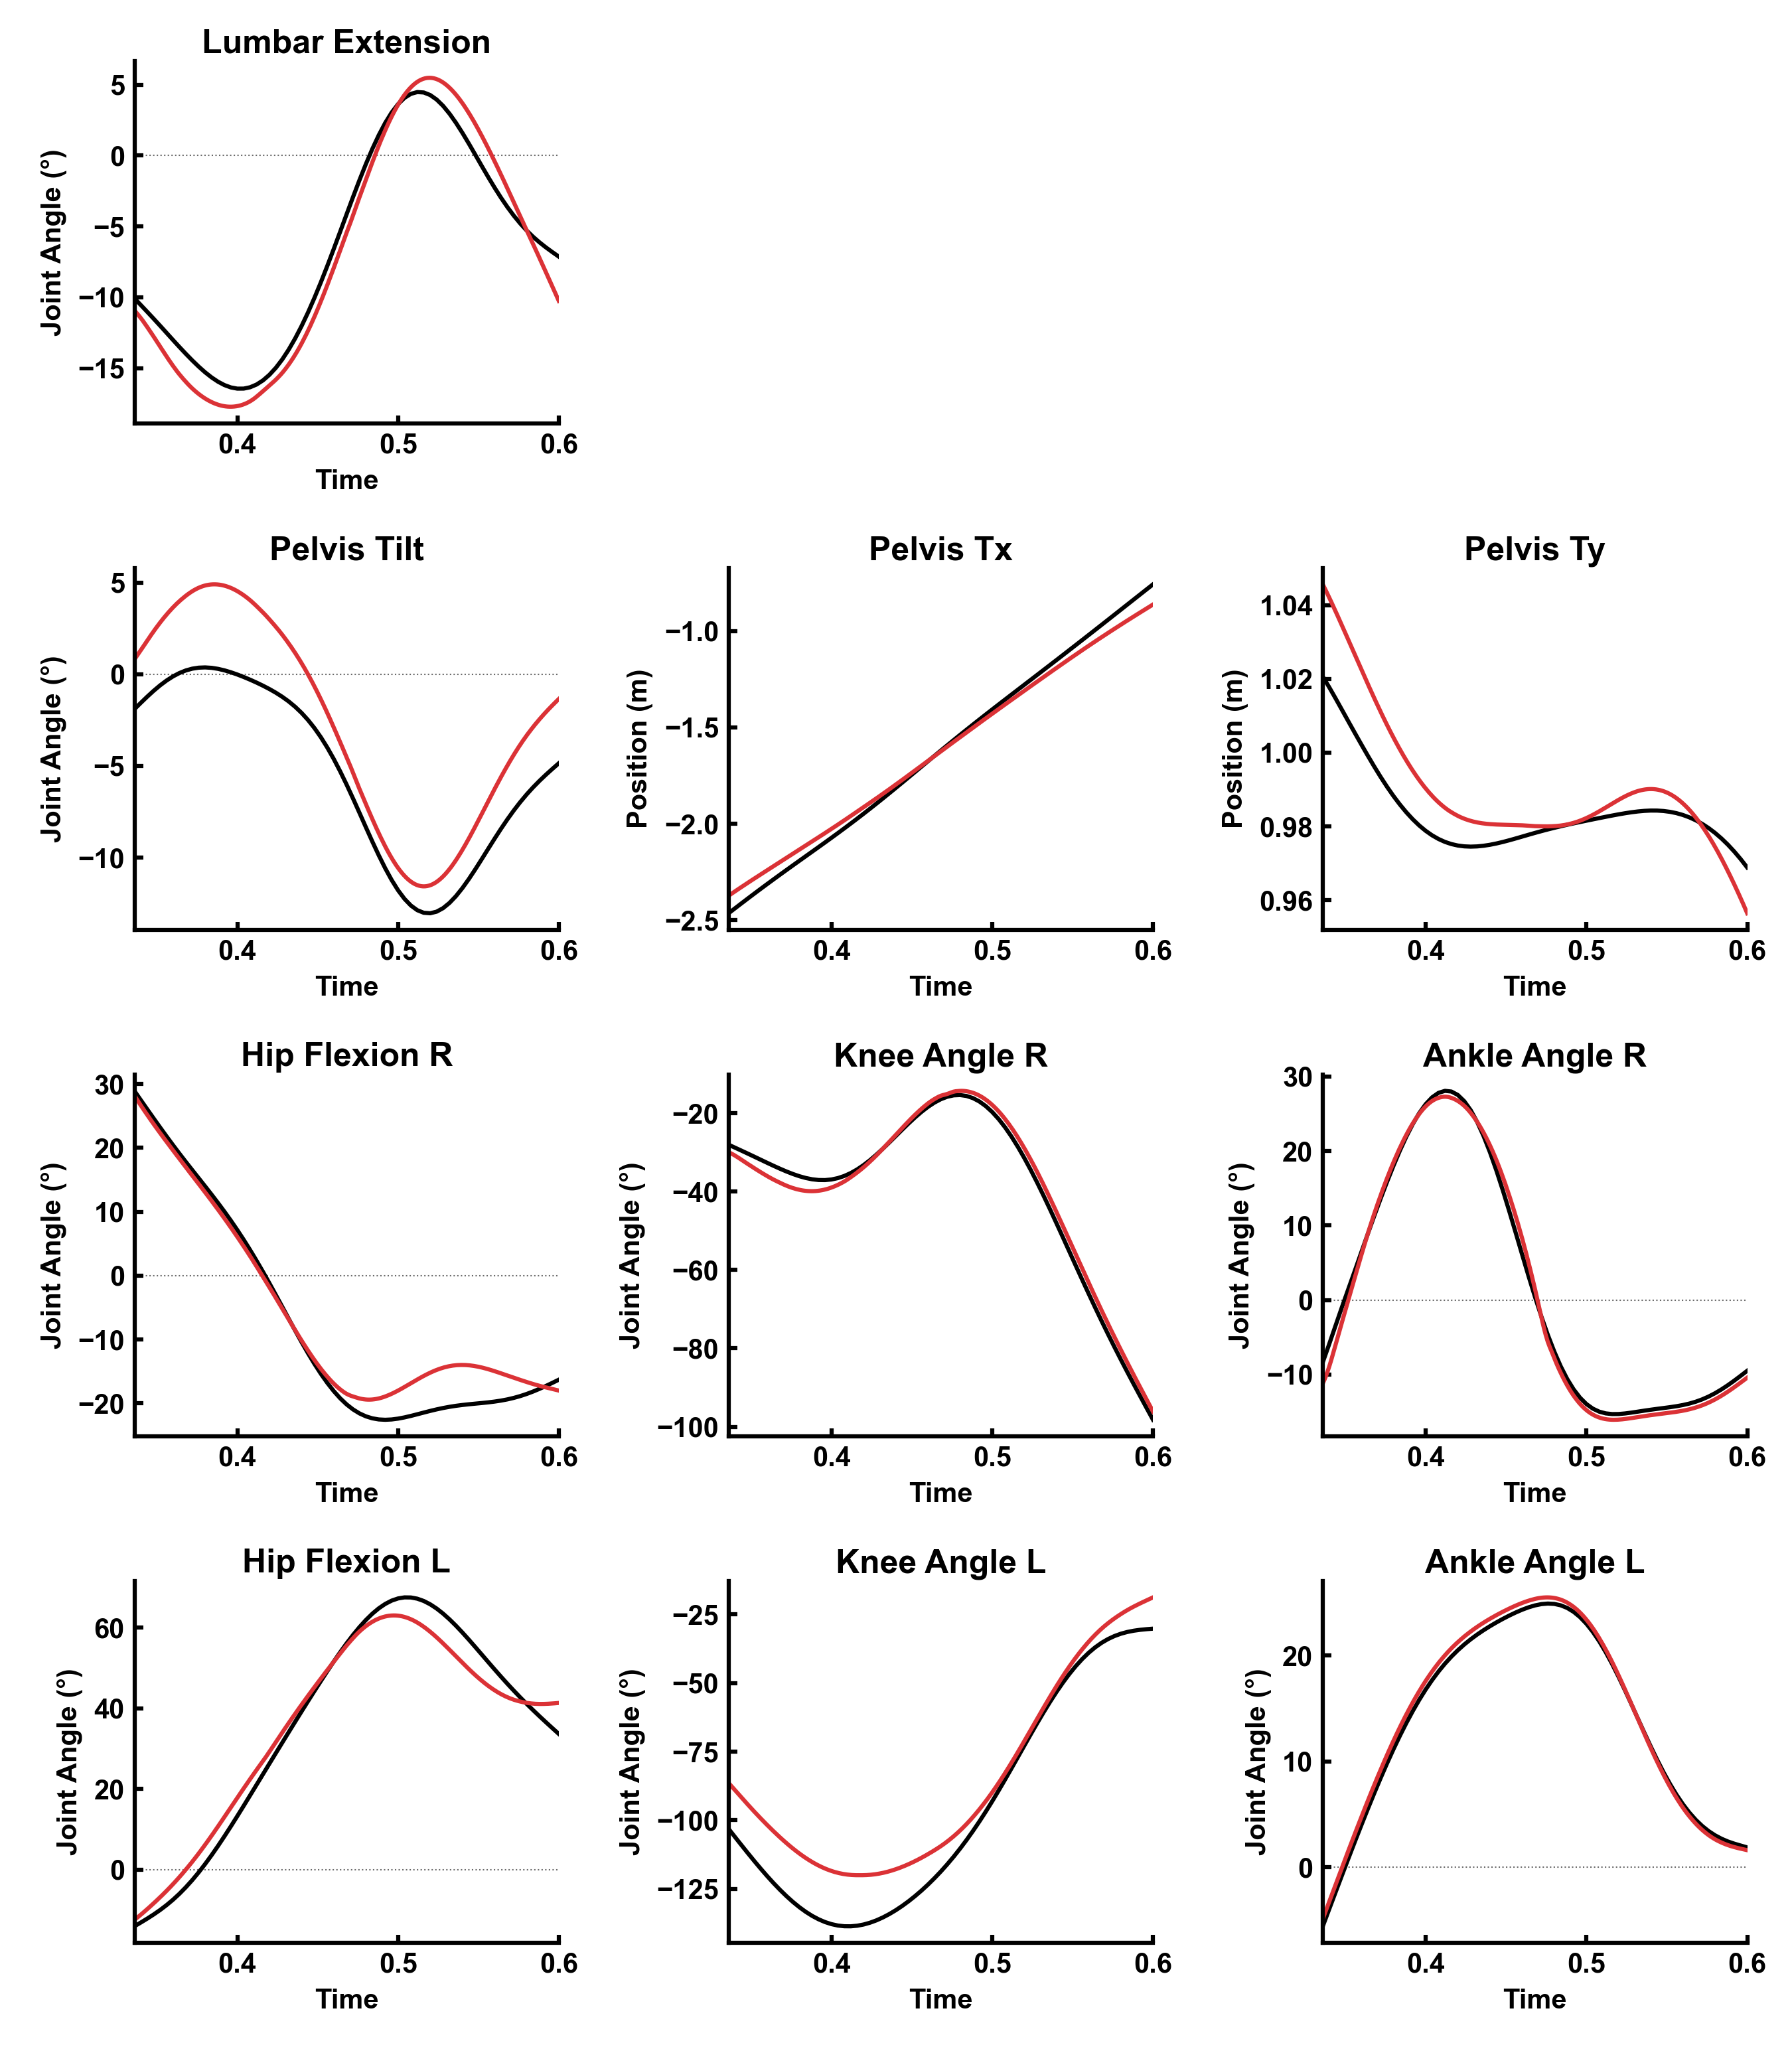 Lumbar Extension
Joint Angle (°)
5
0
−5
−10
−15
0.4 0.5 0.6
Time
Pelvis Tilt
Joint Angle (°)
5
0
−5
−10
0.4 0.5 0.6
Time
Pelvis Tx
Position (m)
−1.0
−1.5
−2.0
−2.5
0.4 0.5 0.6
Time
Pelvis Ty
Position (m)
1.04
1.02
1.00
0.98
0.96
0.4 0.5 0.6
Time
Hip Flexion R
Joint Angle (°)
30
20
10
0
−10
−20
0.4 0.5 0.6
Time
Knee Angle R
Joint Angle (°)
−20
−40
−60
−80
−100
0.4 0.5 0.6
Time
Ankle Angle R
Joint Angle (°)
30
20
10
0
−10
0.4 0.5 0.6
Time
Hip Flexion L
Joint Angle (°)
60
40
20
0
0.4 0.5 0.6
Time
Knee Angle L
Joint Angle (°)
−25
−50
−75
−100
−125
0.4 0.5 0.6
Time
Ankle Angle L
Joint Angle (°)
20
10
0
0.4 0.5 0.6
Time